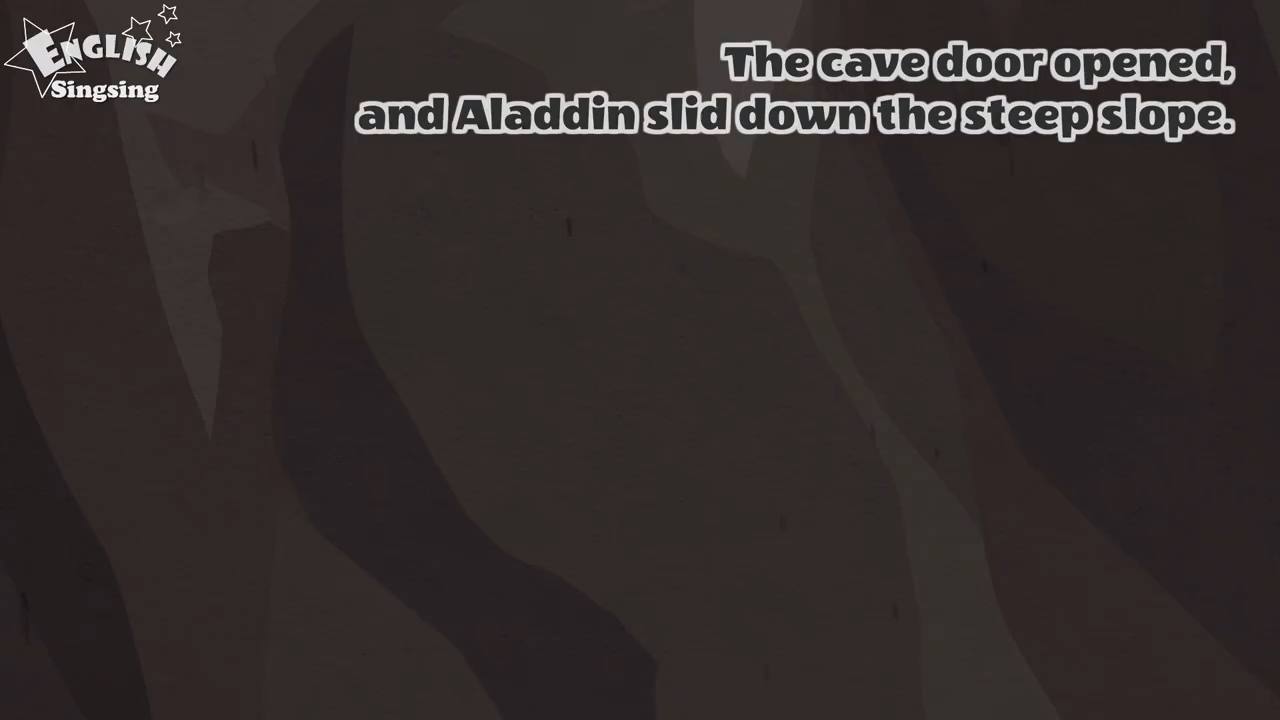 ENGLISH
Singsing
The cave door opened,
and Aladdin slid down the steep slope.